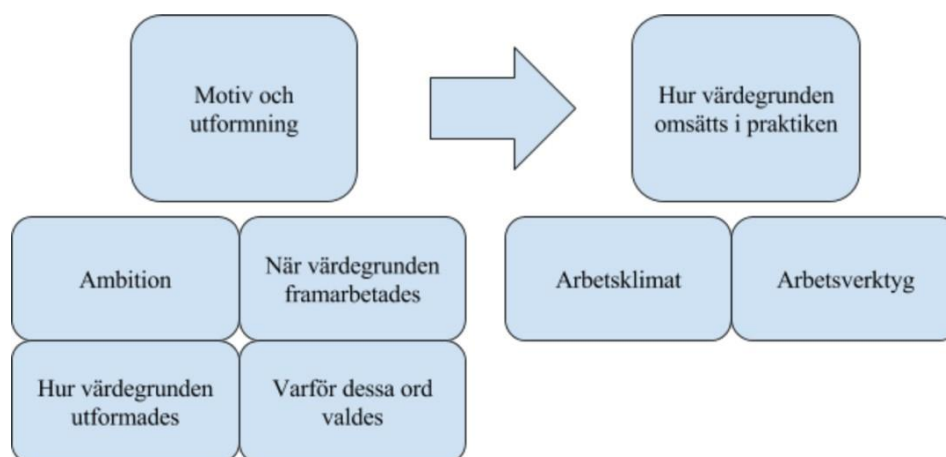 Motiv och
utformning
Hur värdegrunden
omsätts i praktiken
Ambition
När värdegrunden
framarbetades
Arbetsklimat
Arbetsverktyg
Hur värdegrunden
utformades
Varför dessa ord
valdes